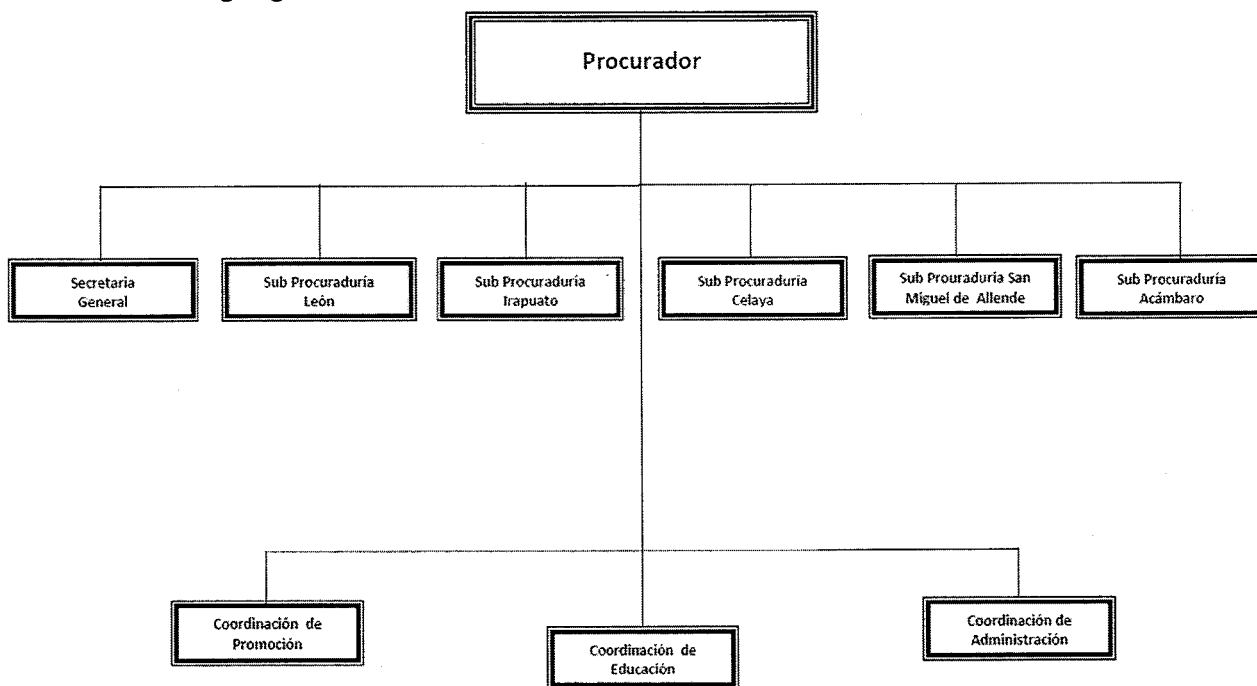 Procurador
Secretaria
General
Sub Procuraduría
León
Sub Procuraduría
Irapuato
Sub Procuraduría
Celaya
Sub Prouraduría San
Miguel de Allende
Sub Procuraduría
Acámbaro
Coordinación de
Promoción
Coordinación de
Educación
Coordinación de
Administración